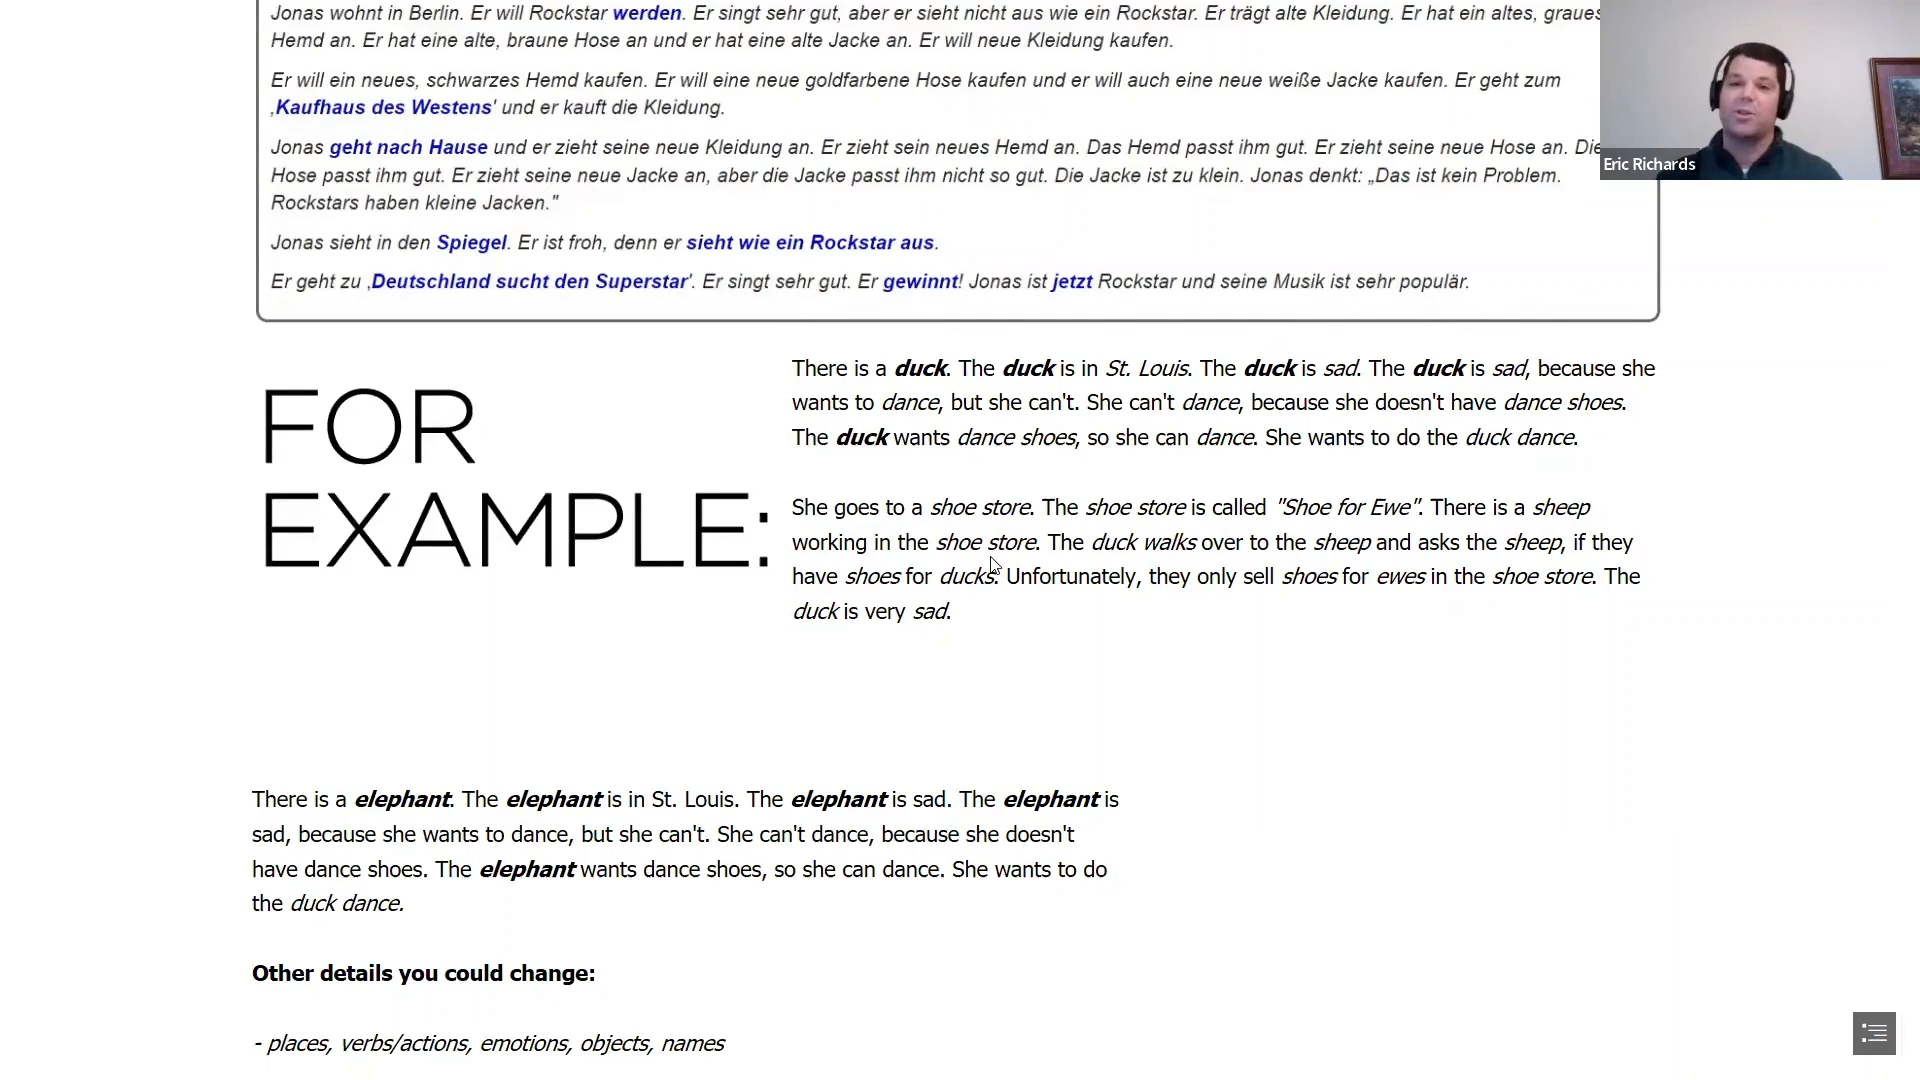 Jonas wohnt in Berlin. Er will Rockstar werden. Er singt sehr gut, aber er sieht nicht aus wie ein Rockstar. Er trägt alte Kleidung. Er hat ein altes, graues
Hemd an. Er hat eine alte, braune Hose an und er hat eine alte Jacke an. Er will neue Kleidung kaufen.
Er will ein neues, schwarzes Hemd kaufen. Er will eine neue goldfarbene Hose kaufen und er will auch eine neue weiße Jacke kaufen. Er geht zum
‚Kaufhaus des Westens' und er kauft die Kleidung.
Jonas geht nach Hause und er zieht seine neue Kleidung an. Er zieht sein neues Hemd an. Das Hemd passt ihm gut. Er zieht seine neue Hose an. Die
Hose passt ihm gut. Er zieht seine neue Jacke an, aber die Jacke passt ihm nicht so gut. Die Jacke ist zu klein. Jonas denkt: „Das ist kein Problem.
Rockstars haben kleine Jacken."
Jonas sieht in den Spiegel. Er ist froh, denn er sieht wie ein Rockstar aus.
Er geht zu ‚Deutschland sucht den Superstar'. Er singt sehr gut. Er gewinnt! Jonas ist jetzt Rockstar und seine Musik ist sehr populär.
Eric Richards
FOR
EXAMPLE:
There is a duck. The duck is in St. Louis. The duck is sad. The duck is sad, because she
wants to dance, but she can't. She can't dance, because she doesn't have dance shoes.
The duck wants dance shoes, so she can dance. She wants to do the duck dance.
She goes to a shoe store. The shoe store is called "Shoe for Ewe". There is a sheep
working in the shoe store. The duck walks over to the sheep and asks the sheep, if they
have shoes for ducks. Unfortunately, they only sell shoes for ewes in the shoe store. The
duck is very sad.
There is a elephant. The elephant is in St. Louis. The elephant is sad. The elephant is
sad, because she wants to dance, but she can't. She can't dance, because she doesn't
have dance shoes. The elephant wants dance shoes, so she can dance. She wants to do
the duck dance.
Other details you could change:
- places, verbs/actions, emotions, objects, names